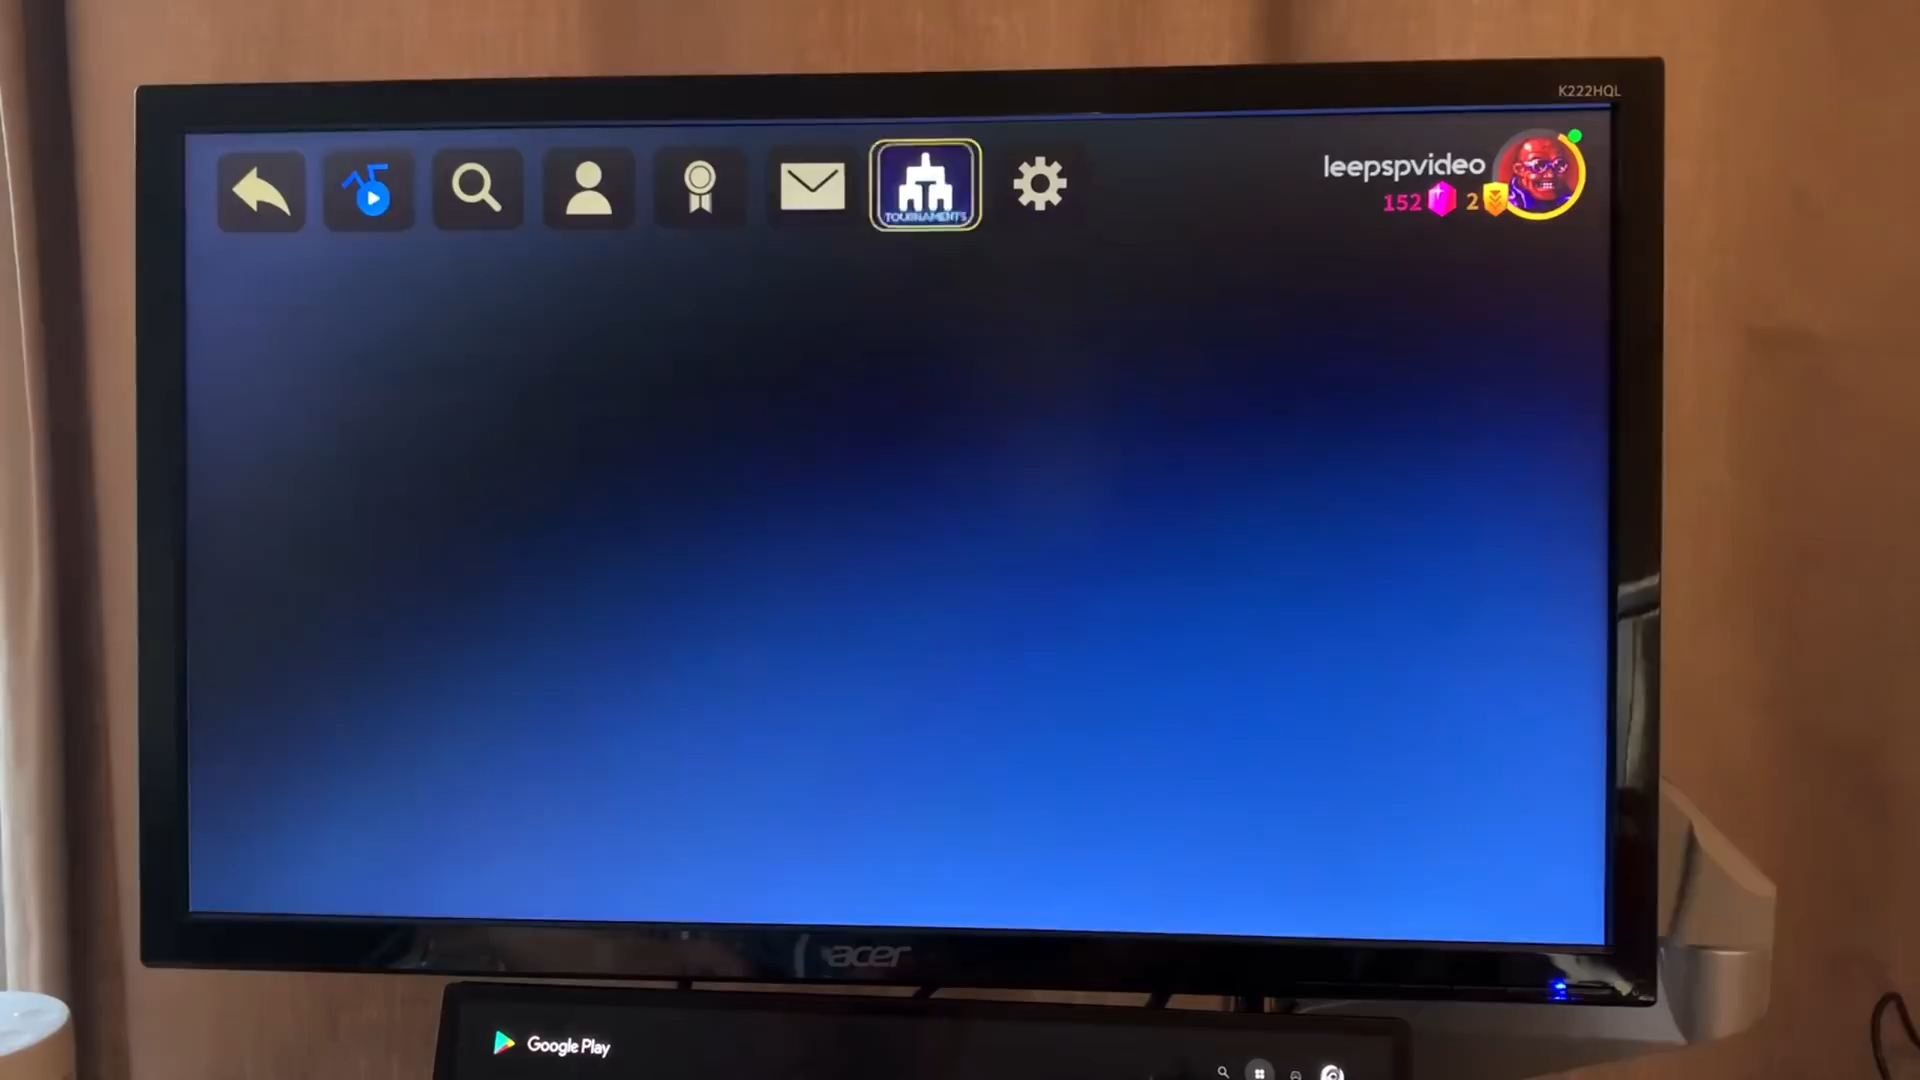 K222HQL
leepspvideo
152 2
TOURNAMENTS
acer
Google Play